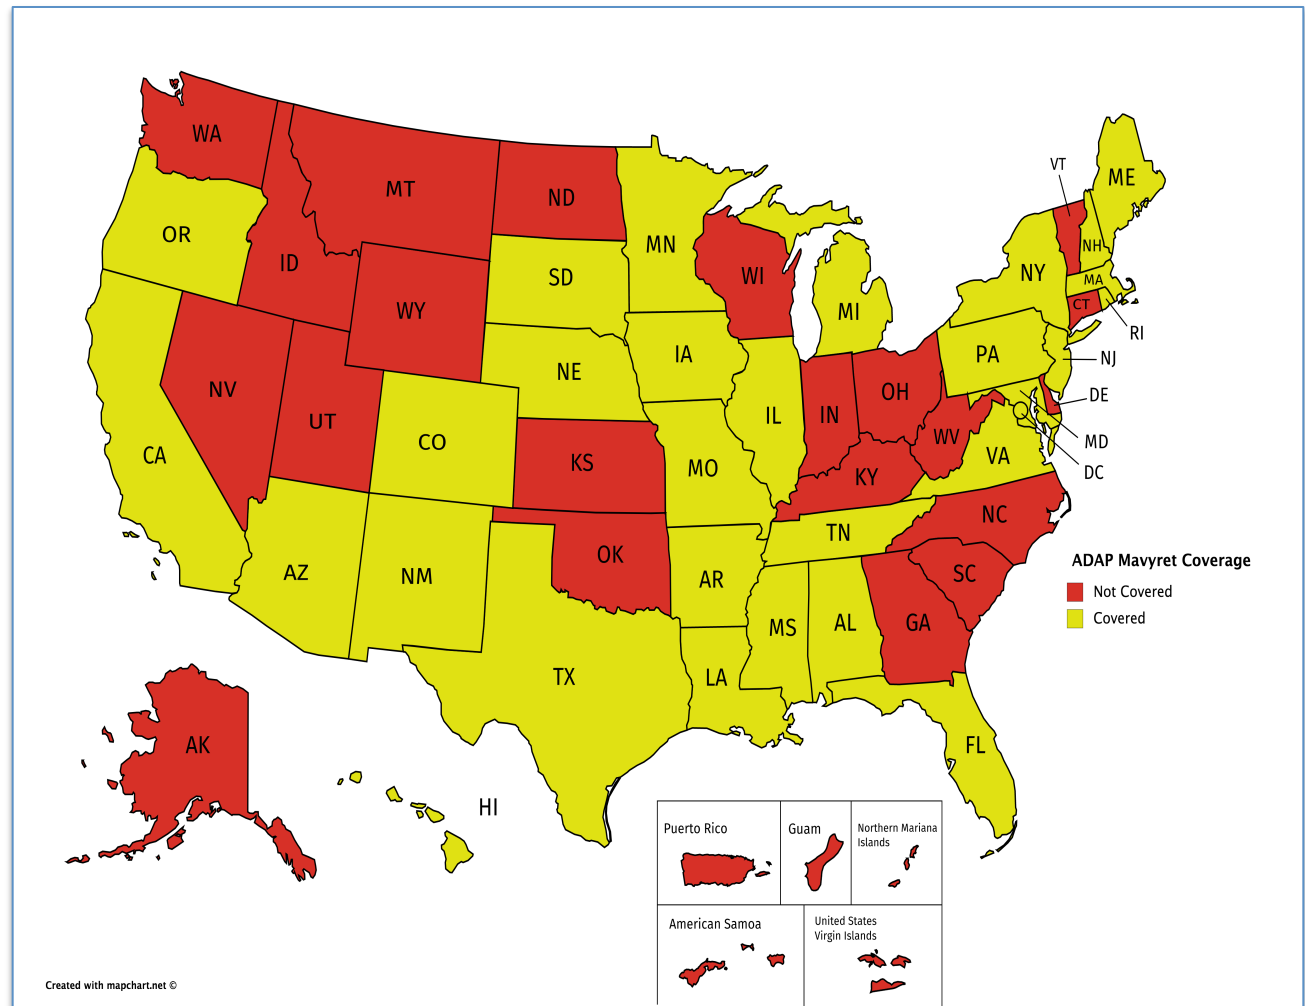 WA
MT
ND
VT
ME
OR
ID
MN
NH
SD
WI
NY
MA
WY
MI
CT
RI
NE
IA
PA
NJ
NV
UT
CO
IL
IN
OH
DE
MD
DC
CA
KS
MO
KY
WV
VA
NC
TN
OK
AR
SC
AZ
NM
MS
AL
GA
TX
LA
FL
AK
HI
ADAP Mavyret Coverage
Not Covered
Covered
Puerto Rico
Guam
Northern Mariana
Islands
American Samoa
United States
Virgin Islands
Created with mapchart.net ©